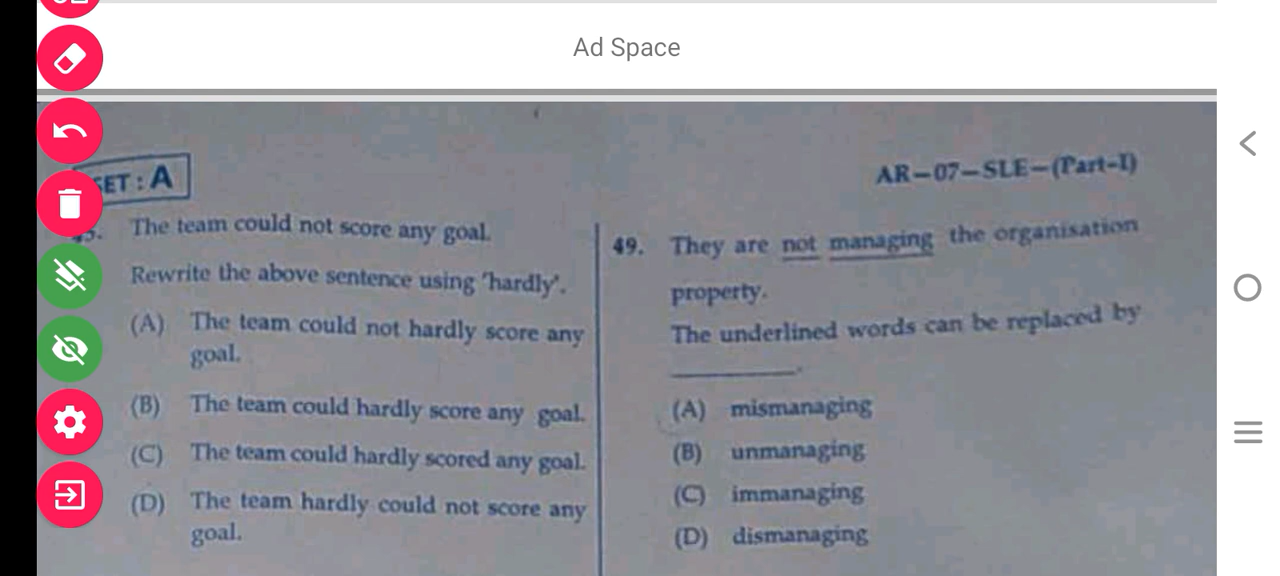 Ad Space
SET : A
AR-07-SLE-(Part-I)
The team could not score any goal.
Rewrite the above sentence using 'hardly'.
(A) The team could not hardly score any
goal.
(B) The team could hardly score any goal.
(C) The team could hardly scored any goal.
(D) The team hardly could not score any
goal.
49. They are not managing the organisation
property.
The underlined words can be replaced by
____________.
(A) mismanaging
(B) unmanaging
(C) immanaging
(D) dismanaging